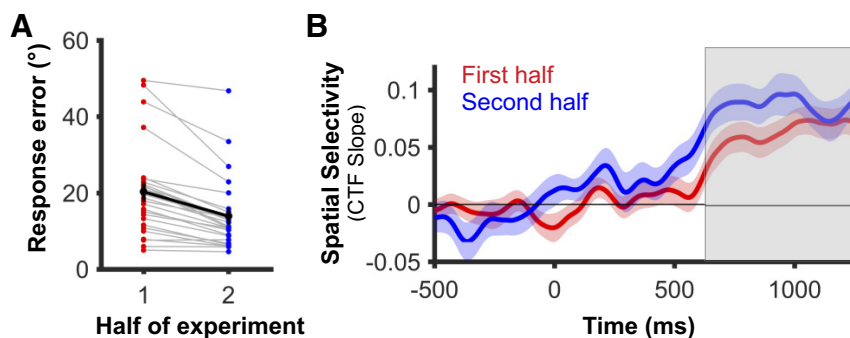 A
Response error (°)
60
40
20
0
1
2
Half of experiment
B
Spatial Selectivity
(CTF Slope)
First half
Second half
0.1
0.05
0
-0.05
-500
0
500
1000
Time (ms)